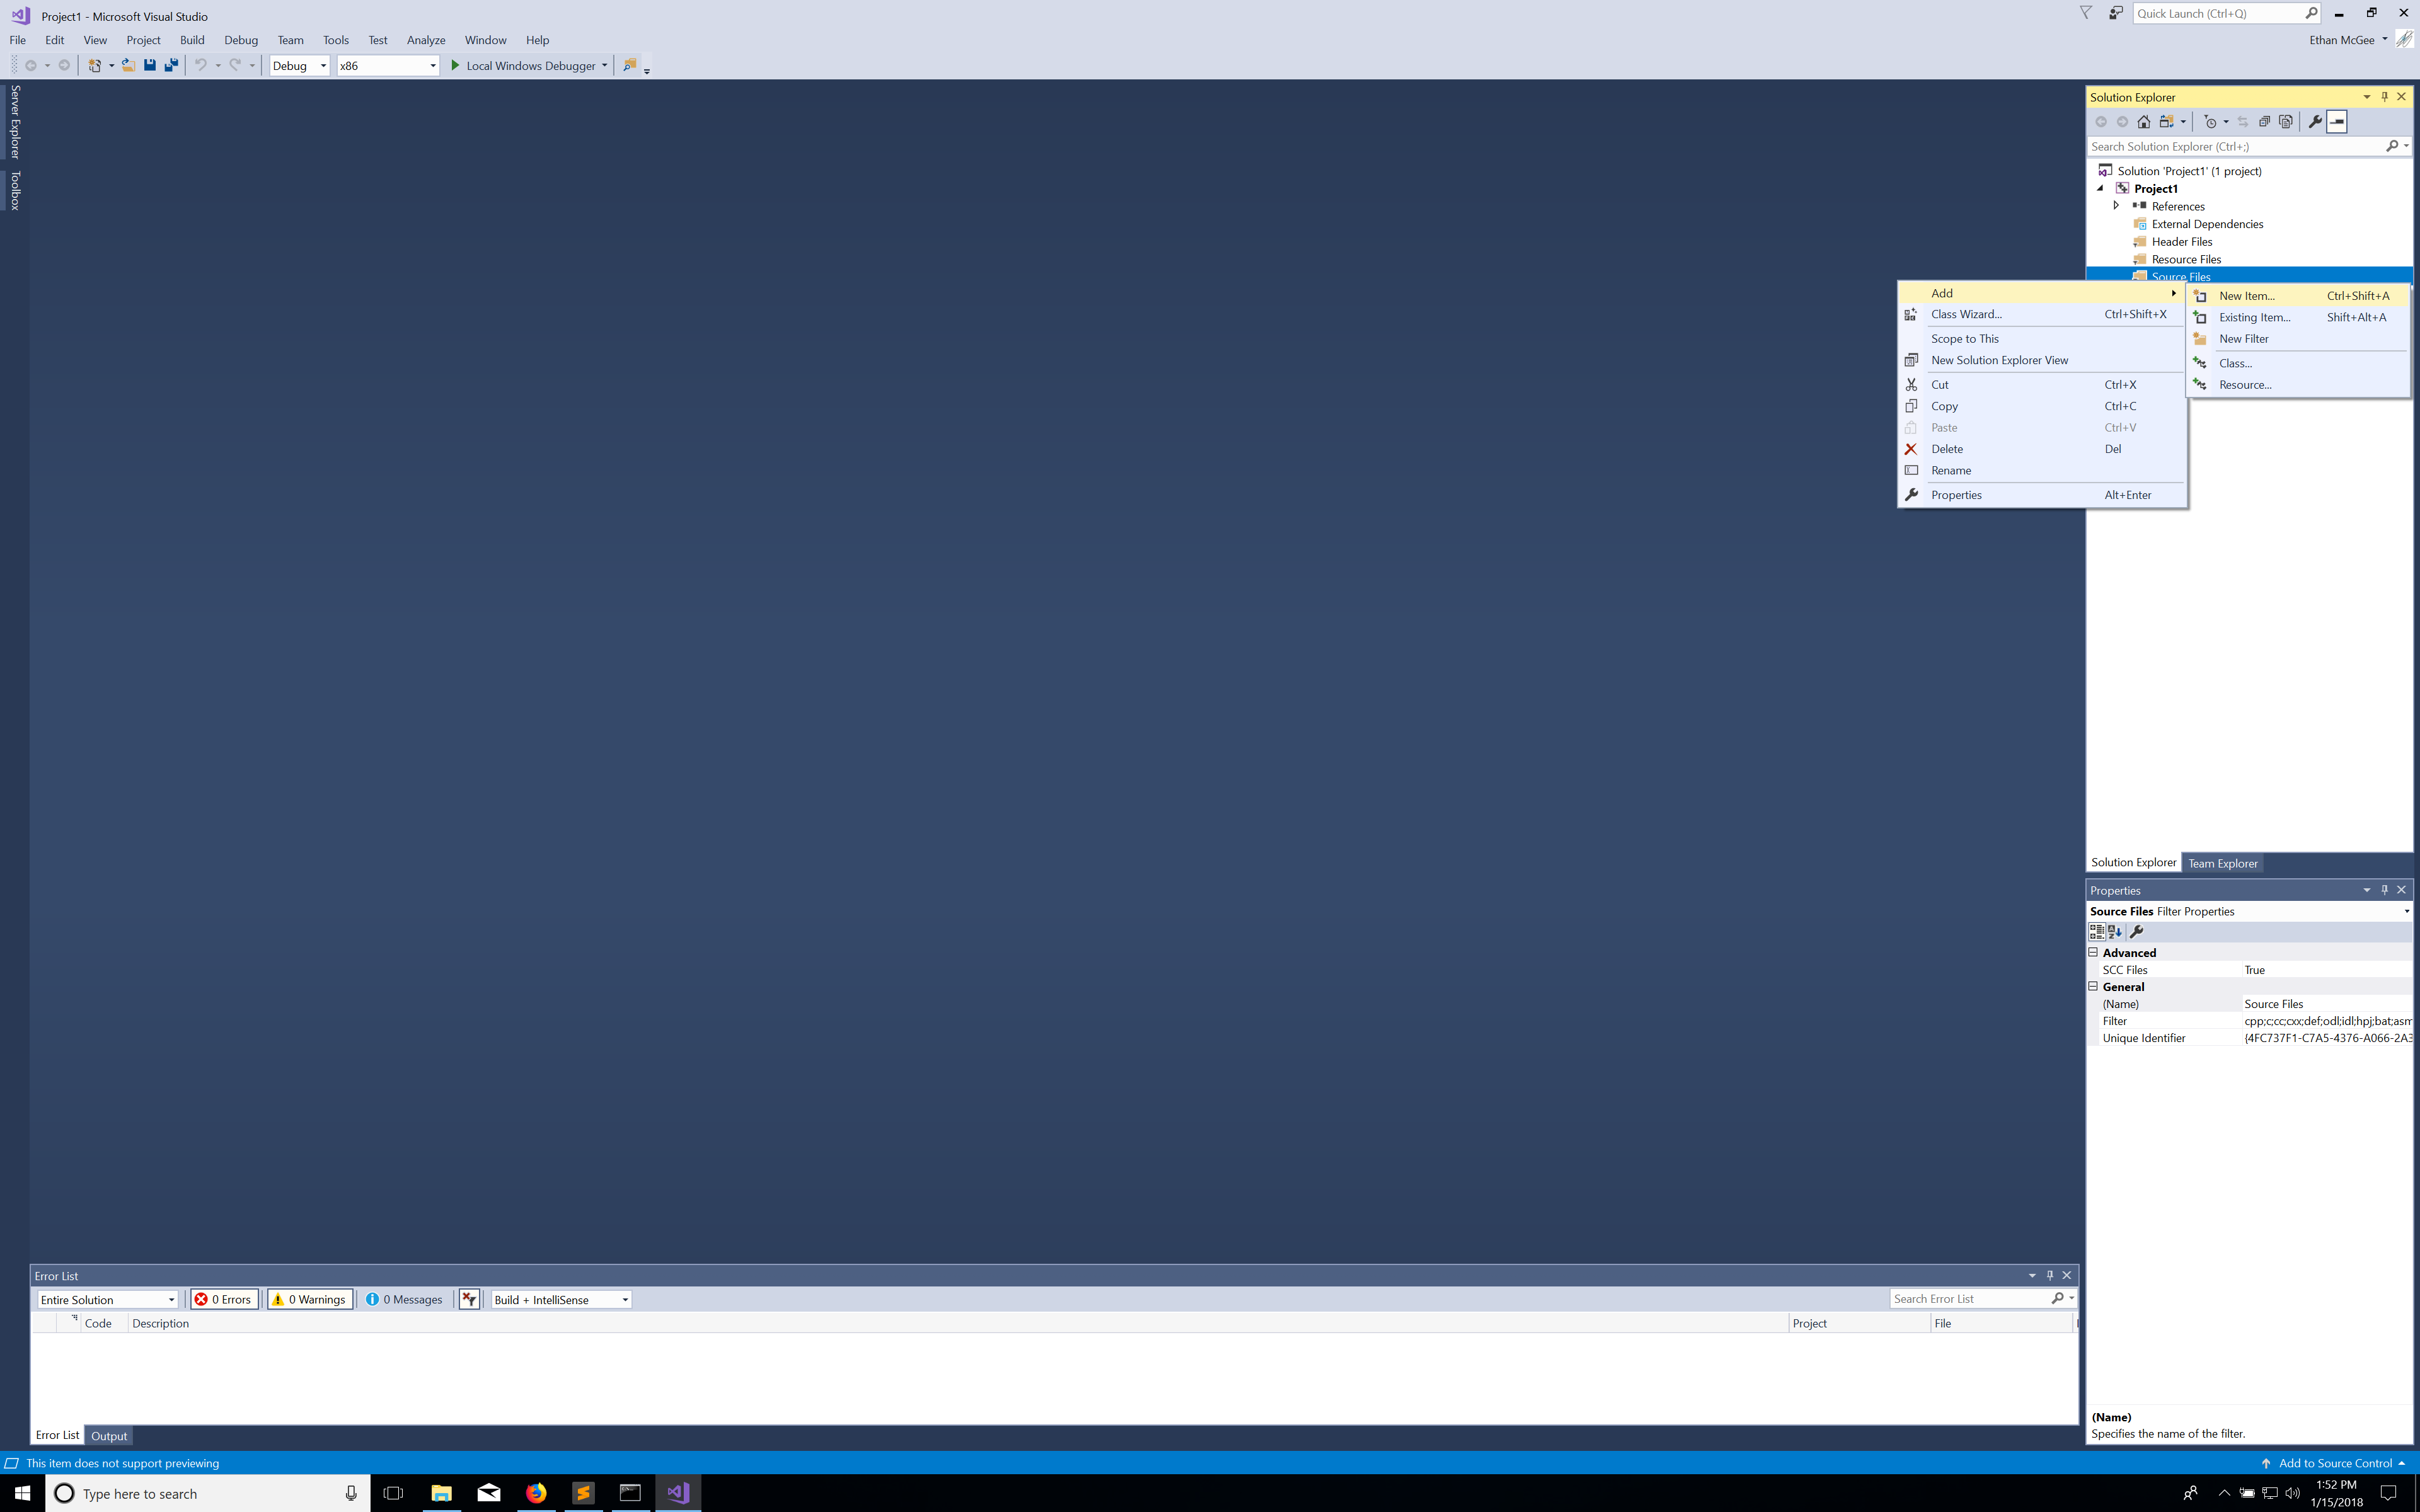 Project1 - Microsoft Visual Studio
Quick Launch (Ctrl+Q)
File Edit View Project Build Debug Team Tools Test Analyze Window Help
Ethan McGee
Debug x86 Local Windows Debugger
Server Explorer
Toolbox
Solution Explorer
Search Solution Explorer (Ctrl+;)
Solution 'Project1' (1 project)
Project1
References
External Dependencies
Header Files
Resource Files
Source Files
Add
Class Wizard... Ctrl+Shift+X
Scope to This
New Solution Explorer View
Cut Ctrl+X
Copy Ctrl+C
Paste Ctrl+V
Delete Del
Rename
Properties Alt+Enter
New Item... Ctrl+Shift+A
Existing Item... Shift+Alt+A
New Filter
Class...
Resource...
Solution Explorer Team Explorer
Properties
Source Files Filter Properties
Advanced
SCC Files True
General
(Name) Source Files
Filter cpp;c;cc;cxx;def;odl;idl;hpj;bat;asm
Unique Identifier {4FC737F1-C7A5-4376-A066-2A3
(Name)
Specifies the name of the filter.
Error List
Entire Solution 0 Errors 0 Warnings 0 Messages Build + IntelliSense Search Error List
Code Description Project File
Error List Output
This item does not support previewing
Add to Source Control
Type here to search
1:52 PM
1/15/2018